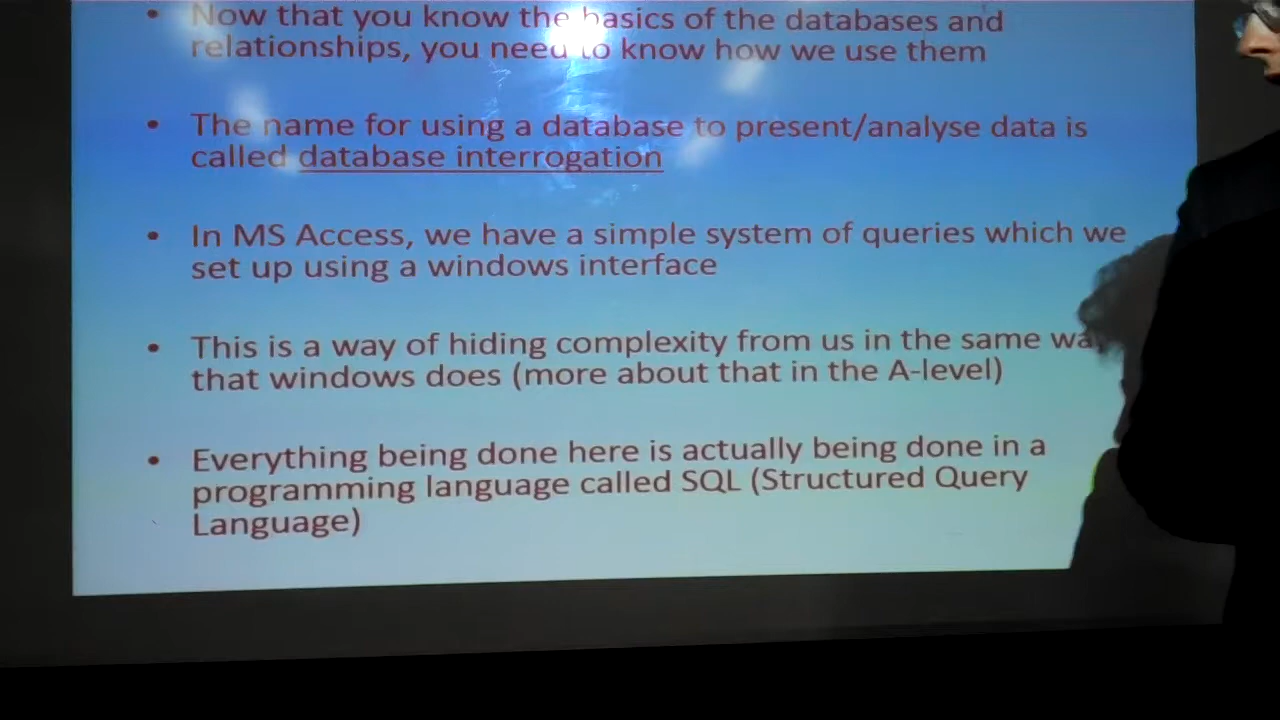 • Now that you know the basics of the databases and
relationships, you need to know how we use them
• The name for using a database to present/analyse data is
called database interrogation
• In MS Access, we have a simple system of queries which we
set up using a windows interface
• This is a way of hiding complexity from us in the same way
that windows does (more about that in the A-level)
• Everything being done here is actually being done in a
programming language called SQL (Structured Query
Language)